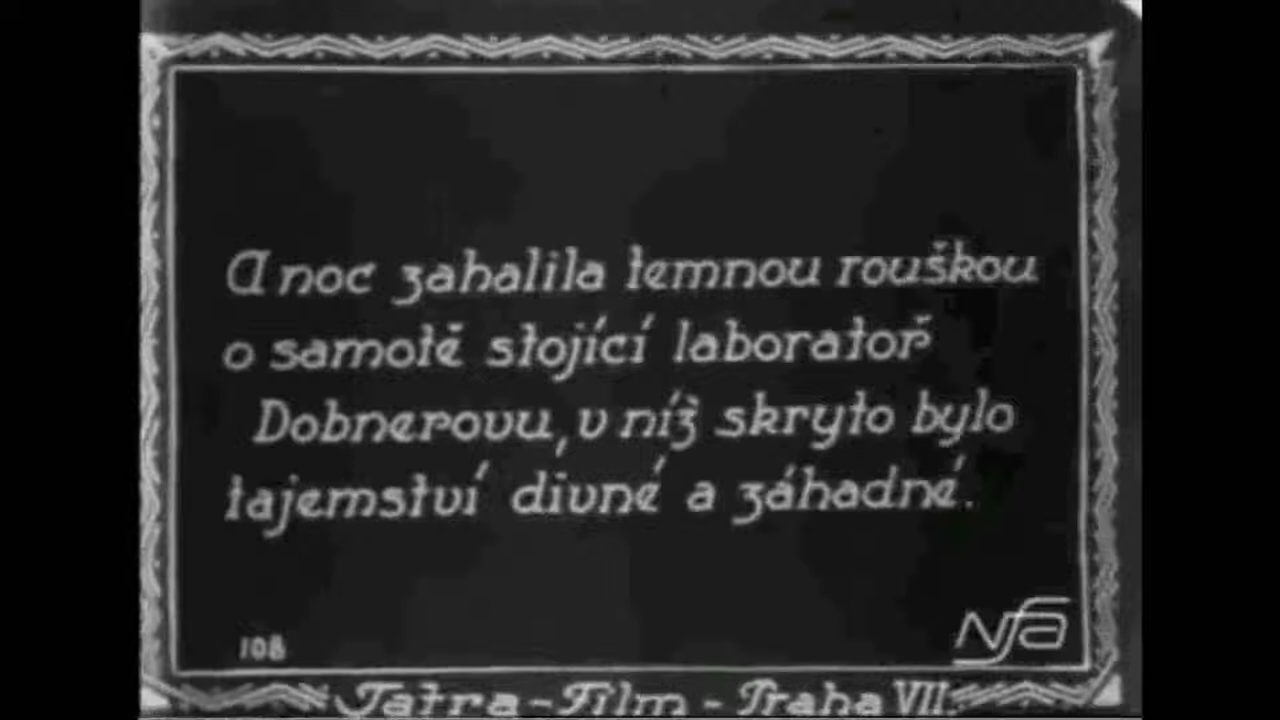 A noc zahalila temnou rouškou
o samotě stojící laboratoř
Dobnerovu, v níž skryto bylo
tajemství divné a záhadné.
108
Nfa
Tatra-Film - Praha VII.